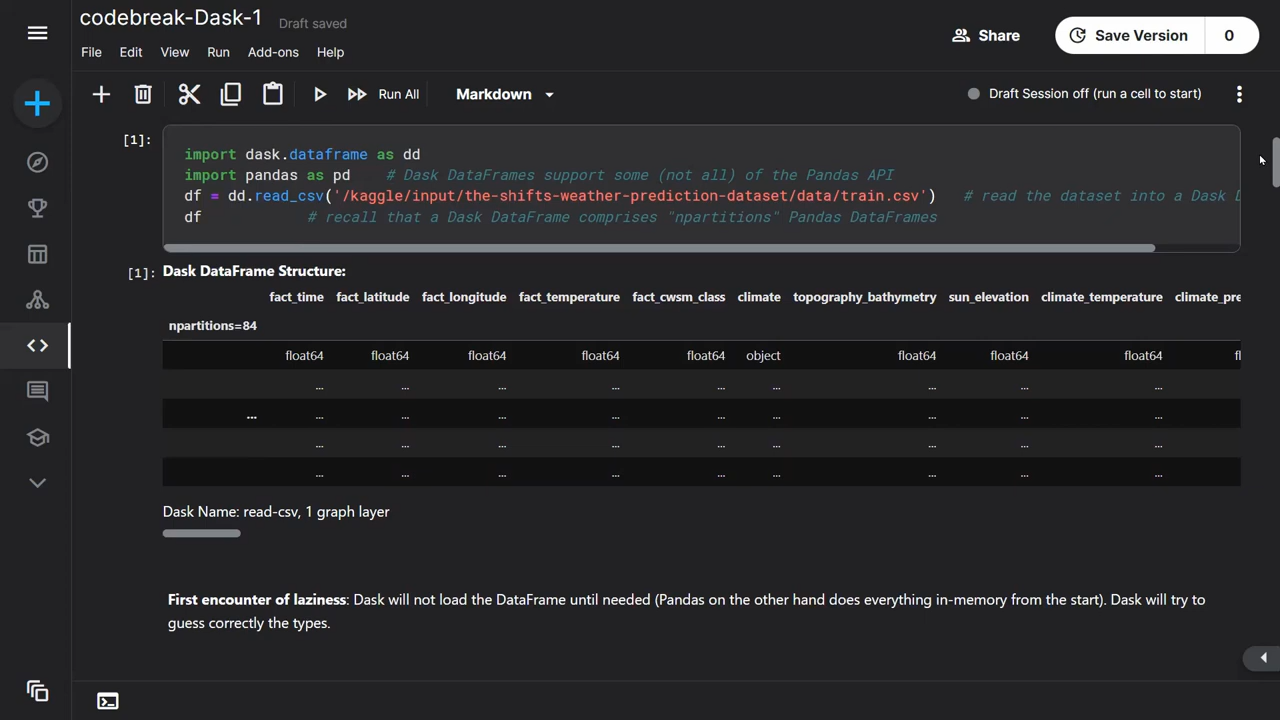 codebreak-Dask-1 Draft saved
File Edit View Run Add-ons Help
Share Save Version 0
Run All Markdown Draft Session off (run a cell to start)
[1]: import dask.dataframe as dd
import pandas as pd # Dask DataFrames support some (not all) of the Pandas API
df = dd.read_csv('/kaggle/input/the-shifts-weather-prediction-dataset/data/train.csv') # read the dataset into a Dask D
df # recall that a Dask DataFrame comprises "npartitions" Pandas DataFrames
[1]: Dask DataFrame Structure:
fact_time fact_latitude fact_longitude fact_temperature fact_cwsm_class climate topography_bathymetry sun_elevation climate_temperature climate_pre
npartitions=84
float64 float64 float64 float64 float64 object float64 float64 float64 fl
... ... ... ... ... ... ... ... ...
... ... ... ... ... ... ... ... ... ...
... ... ... ... ... ... ... ... ...
... ... ... ... ... ... ... ... ...
Dask Name: read-csv, 1 graph layer
First encounter of laziness: Dask will not load the DataFrame until needed (Pandas on the other hand does everything in-memory from the start). Dask will try to
guess correctly the types.